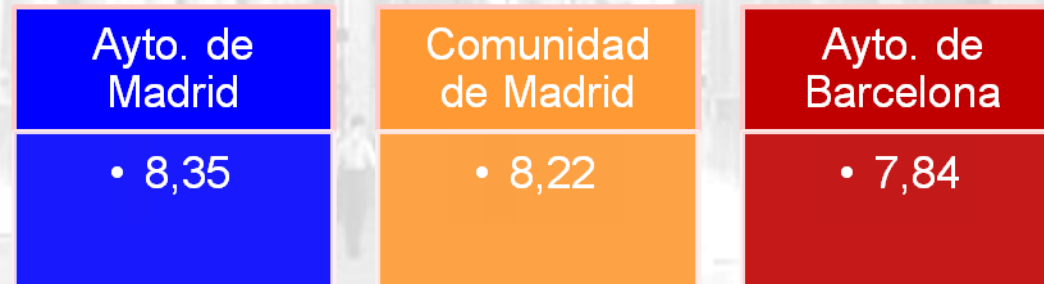 Ayto. de
Madrid
• 8,35
Comunidad
de Madrid
• 8,22
Ayto. de
Barcelona
• 7,84